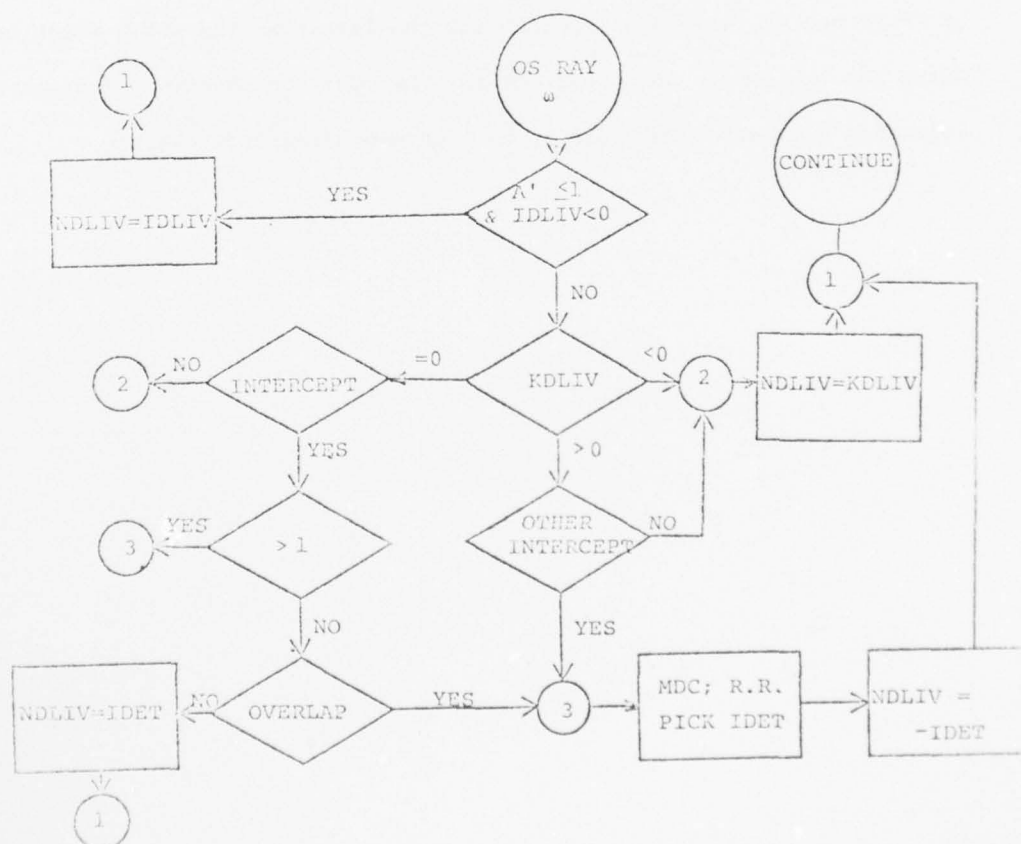 OS RAY
ω
1
CONTINUE
A' ≤1
& IDLIV<0
YES
NDLIV=IDLIV
NO
1
INTERCEPT
NO
2
=0
KDLIV
<0
2
NDLIV=KDLIV
YES
>0
> 1
YES
3
OTHER
INTERCEPT
NO
NO
YES
OVERLAP
NO
NDLIV=IDET
YES
3
MDC; R.R.
PICK IDET
NDLIV =
-IDET
1